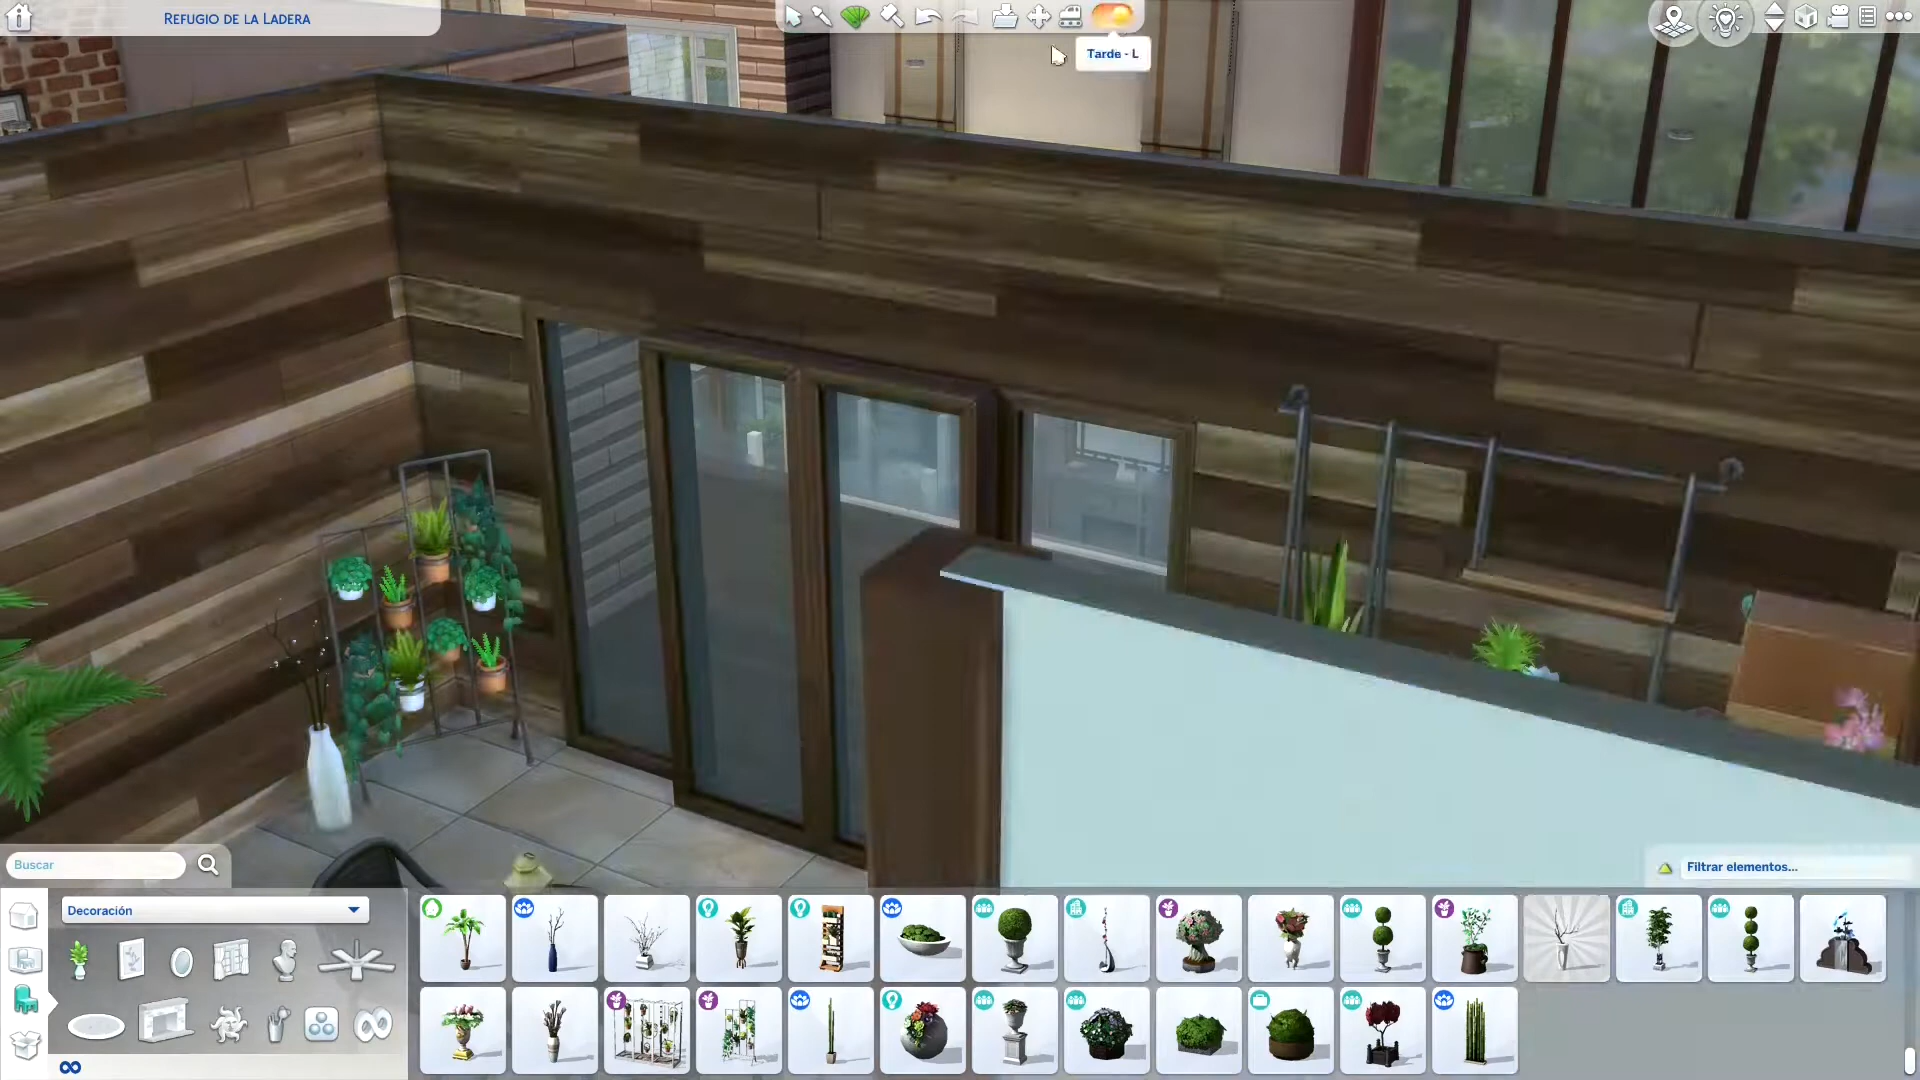 Refugio de la Ladera
Tarde - L
Buscar
Filtrar elementos...
Decoración